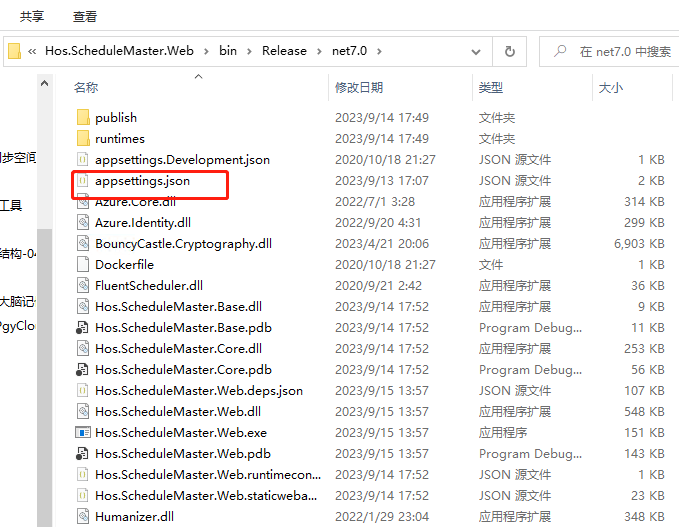 共享 查看
« Hos.ScheduleMaster.Web › bin › Release › net7.0 › 在 net7.0 中搜索
名称 修改日期 类型 大小
publish 2023/9/14 17:49 文件夹
runtimes 2023/9/14 17:49 文件夹
appsettings.Development.json 2020/10/18 21:27 JSON 源文件 1 KB
步空间
appsettings.json 2023/9/13 17:07 JSON 源文件 2 KB
工具
Azure.Core.dll 2022/7/1 3:28 应用程序扩展 314 KB
Azure.Identity.dll 2022/9/20 4:31 应用程序扩展 299 KB
结构-04
BouncyCastle.Cryptography.dll 2023/4/21 20:06 应用程序扩展 6,903 KB
Dockerfile 2020/10/18 21:27 文件 1 KB
FluentScheduler.dll 2020/9/21 2:42 应用程序扩展 36 KB
大脑记
Hos.ScheduleMaster.Base.dll 2023/9/14 17:52 应用程序扩展 9 KB
PgyClou
Hos.ScheduleMaster.Base.pdb 2023/9/14 17:52 Program Debug... 11 KB
Hos.ScheduleMaster.Core.dll 2023/9/14 17:52 应用程序扩展 253 KB
Hos.ScheduleMaster.Core.pdb 2023/9/14 17:52 Program Debug... 56 KB
Hos.ScheduleMaster.Web.deps.json 2023/9/15 13:57 JSON 源文件 107 KB
Hos.ScheduleMaster.Web.dll 2023/9/15 13:57 应用程序扩展 548 KB
Hos.ScheduleMaster.Web.exe 2023/9/15 13:57 应用程序 151 KB
Hos.ScheduleMaster.Web.pdb 2023/9/15 13:57 Program Debug... 143 KB
Hos.ScheduleMaster.Web.runtimecon... 2023/9/14 17:52 JSON 源文件 1 KB
Hos.ScheduleMaster.Web.staticweba... 2023/9/14 17:52 JSON 源文件 23 KB
Humanizer.dll 2022/1/29 23:04 应用程序扩展 348 KB